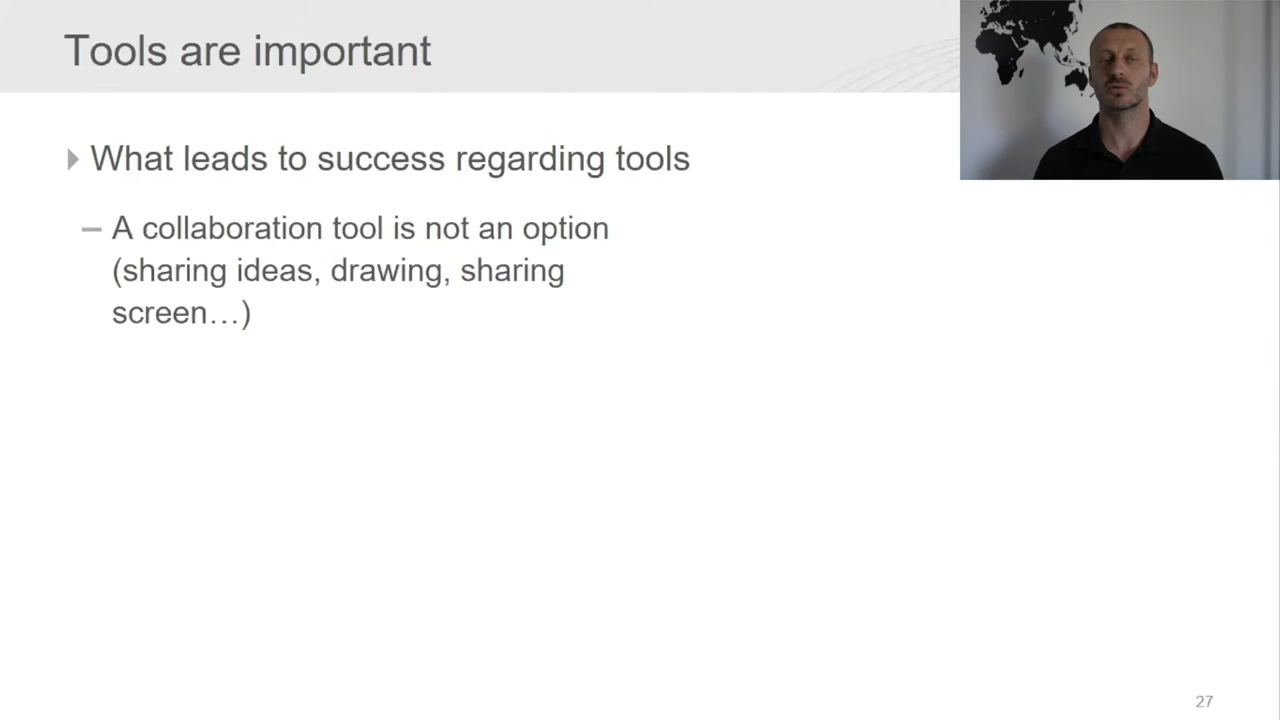 Tools are important
What leads to success regarding tools
– A collaboration tool is not an option
(sharing ideas, drawing, sharing
screen…)
27